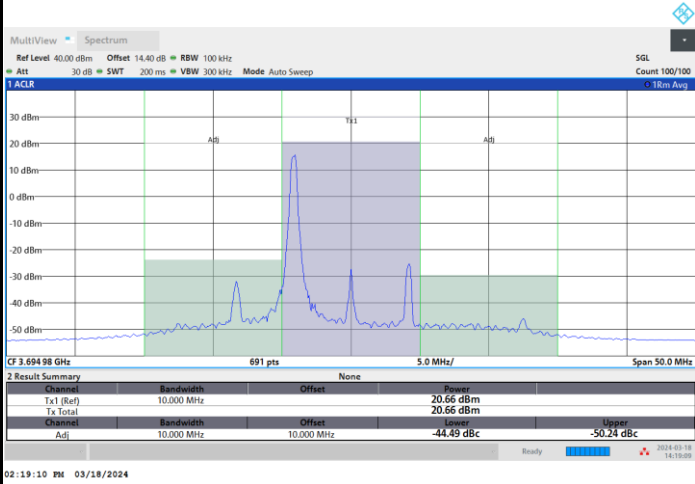 MultiView Spectrum
Ref Level 40.00 dBm Offset 14.40 dB RBW 100 kHz SGL
Att 30 dB SWT 200 ms VBW 300 kHz Mode Auto Sweep Count 100/100
1 ACLR 1Rm Avg
Tx1
Adj Adj
30 dBm
20 dBm
10 dBm
0 dBm
-10 dBm
-20 dBm
-30 dBm
-40 dBm
-50 dBm
CF 3.694 98 GHz 691 pts 5.0 MHz/ Span 50.0 MHz
2 Result Summary None
Channel Bandwidth Offset Power
Tx1 (Ref) 10.000 MHz 20.66 dBm
Tx Total 20.66 dBm
Channel Bandwidth Offset Lower Upper
Adj 10.000 MHz 10.000 MHz -44.49 dBc -50.24 dBc
Ready 2024-03-18
14:19:09
02:19:10 PM 03/18/2024